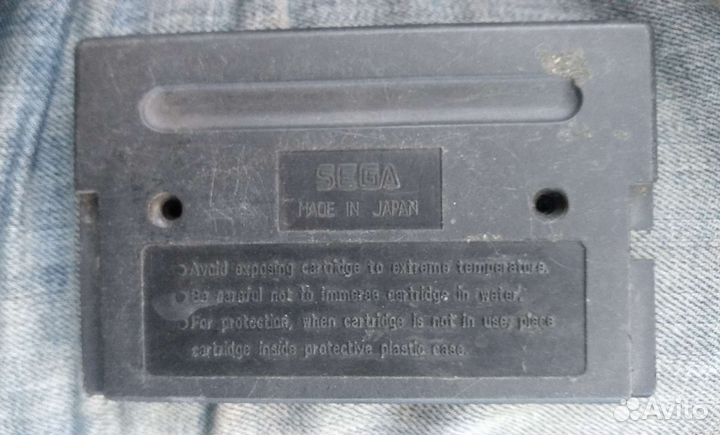 SEGA
MADE IN JAPAN
Avoid exposing cartridge to extreme temperature.
Be careful not to immerse cartridge in water.
For protection, when cartridge is not in use, place
cartridge inside protective plastic case.
Avito